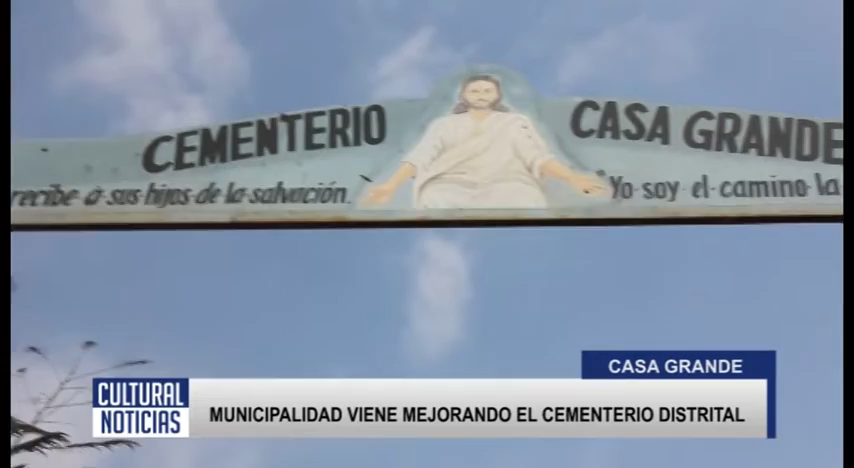 CEMENTERIO CASA GRANDE
recibe a sus hijos de la salvación "Yo soy el camino la
CASA GRANDE
CULTURAL
NOTICIAS
MUNICIPALIDAD VIENE MEJORANDO EL CEMENTERIO DISTRITAL